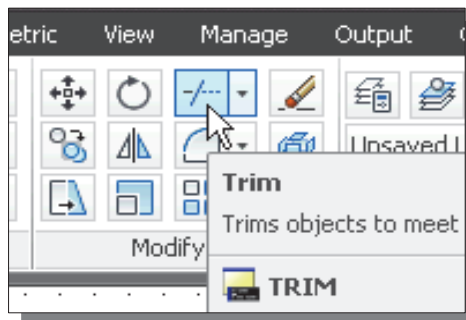 etric View Manage Output
Unsaved L
Trim
Trims objects to meet
Modify
TRIM